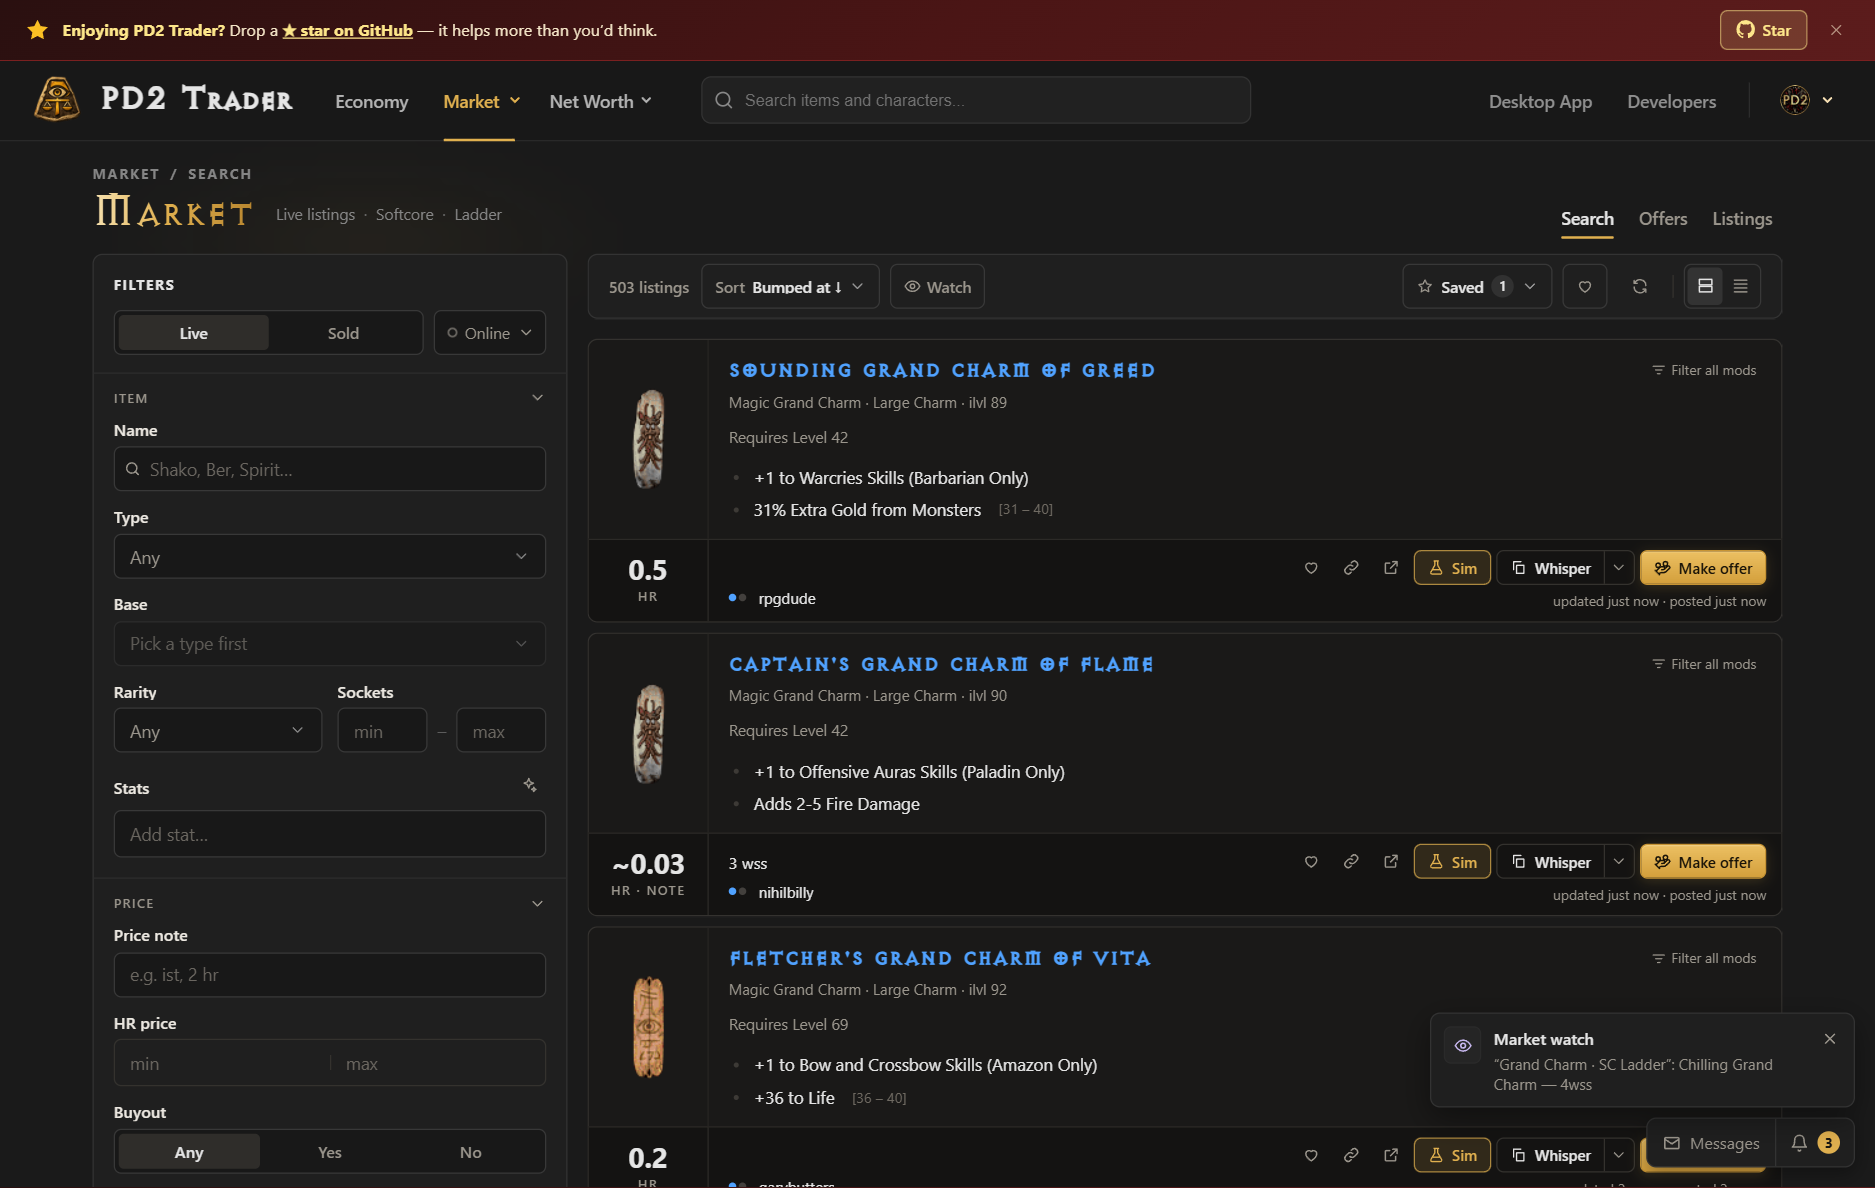 Enjoying PD2 Trader? Drop a ★ star on GitHub — it helps more than you'd think.
Star
PD2 Trader
Economy
Market
Net Worth
Search items and characters...
Desktop App
Developers
PD2
MARKET / SEARCH
Market
Live listings · Softcore · Ladder
Search
Offers
Listings
FILTERS
Live
Sold
Online
ITEM
Name
Shako, Ber, Spirit...
Type
Any
Base
Pick a type first
Rarity
Sockets
Any
min – max
Stats
Add stat...
PRICE
Price note
e.g. ist, 2 hr
HR price
min
max
Buyout
Any
Yes
No
503 listings
Sort Bumped at ↓
Watch
Saved 1
SOUNDING GRAND CHARM OF GREED
Filter all mods
Magic Grand Charm · Large Charm · ilvl 89
Requires Level 42
+1 to Warcries Skills (Barbarian Only)
31% Extra Gold from Monsters [31 – 40]
0.5
HR
rpgdude
Sim
Whisper
Make offer
updated just now · posted just now
CAPTAIN'S GRAND CHARM OF FLAME
Filter all mods
Magic Grand Charm · Large Charm · ilvl 90
Requires Level 42
+1 to Offensive Auras Skills (Paladin Only)
Adds 2-5 Fire Damage
~0.03
HR · NOTE
3 wss
nihilbilly
Sim
Whisper
Make offer
updated just now · posted just now
FLETCHER'S GRAND CHARM OF VITA
Filter all mods
Magic Grand Charm · Large Charm · ilvl 92
Requires Level 69
+1 to Bow and Crossbow Skills (Amazon Only)
+36 to Life [36 – 40]
0.2
HR
Sim
Whisper
Market watch
"Grand Charm · SC Ladder": Chilling Grand
Charm — 4wss
Messages
3